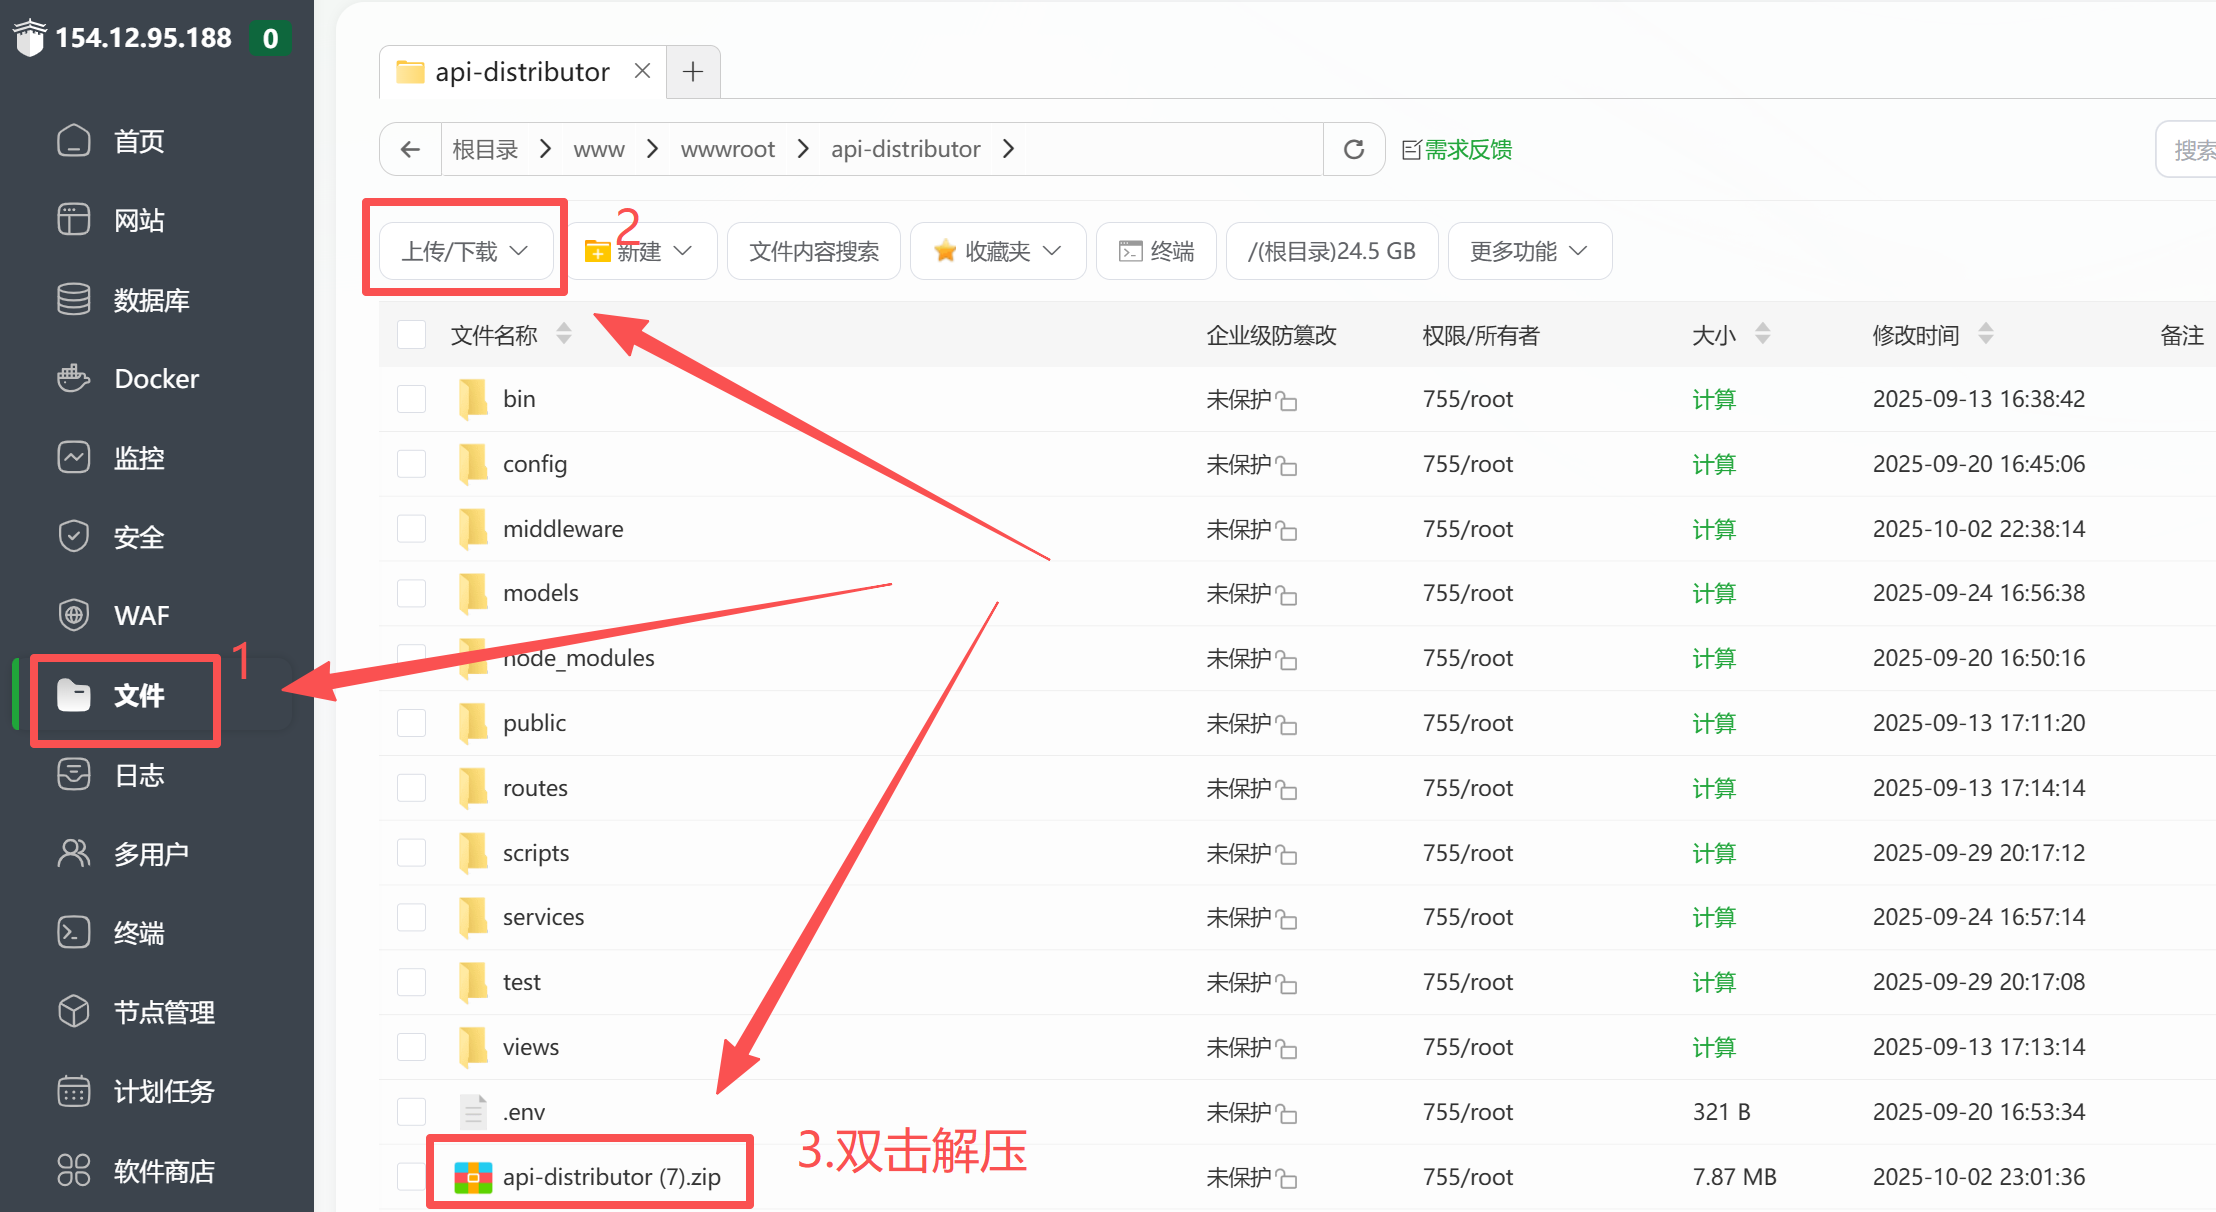 154.12.95.188 0
首页
网站
数据库
Docker
监控
安全
WAF
文件
1
日志
多用户
终端
节点管理
计划任务
软件商店
api-distributor
根目录 www wwwroot api-distributor
需求反馈
搜索
上传/下载
2
新建
文件内容搜索
收藏夹
终端
/(根目录)24.5 GB
更多功能
文件名称 企业级防篡改 权限/所有者 大小 修改时间 备注
bin 未保护 755/root 计算 2025-09-13 16:38:42
config 未保护 755/root 计算 2025-09-20 16:45:06
middleware 未保护 755/root 计算 2025-10-02 22:38:14
models 未保护 755/root 计算 2025-09-24 16:56:38
node_modules 未保护 755/root 计算 2025-09-20 16:50:16
public 未保护 755/root 计算 2025-09-13 17:11:20
routes 未保护 755/root 计算 2025-09-13 17:14:14
scripts 未保护 755/root 计算 2025-09-29 20:17:12
services 未保护 755/root 计算 2025-09-24 16:57:14
test 未保护 755/root 计算 2025-09-29 20:17:08
views 未保护 755/root 计算 2025-09-13 17:13:14
.env 未保护 755/root 321 B 2025-09-20 16:53:34
3.双击解压
api-distributor (7).zip 未保护 755/root 7.87 MB 2025-10-02 23:01:36